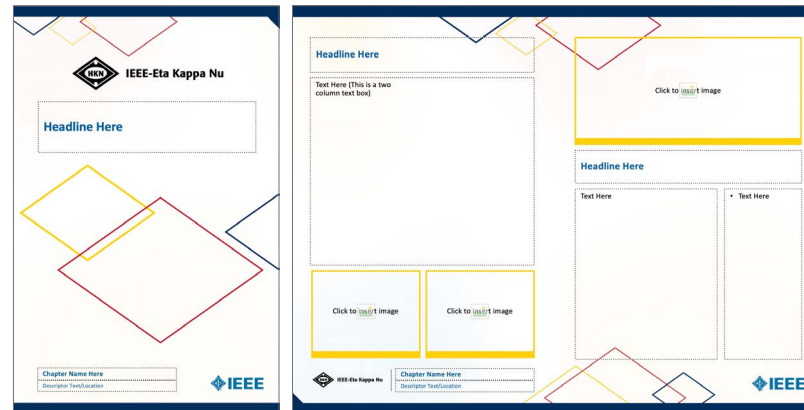 HKN IEEE-Eta Kappa Nu
Headline Here
Chapter Name Here
Descriptor Text/Location
IEEE
Headline Here
Text Here (This is a two
column text box)
Click to insert image
Click to insert image
HKN IEEE-Eta Kappa Nu
Chapter Name Here
Descriptor Text/Location
Click to insert image
Headline Here
Text Here
• Text Here
IEEE